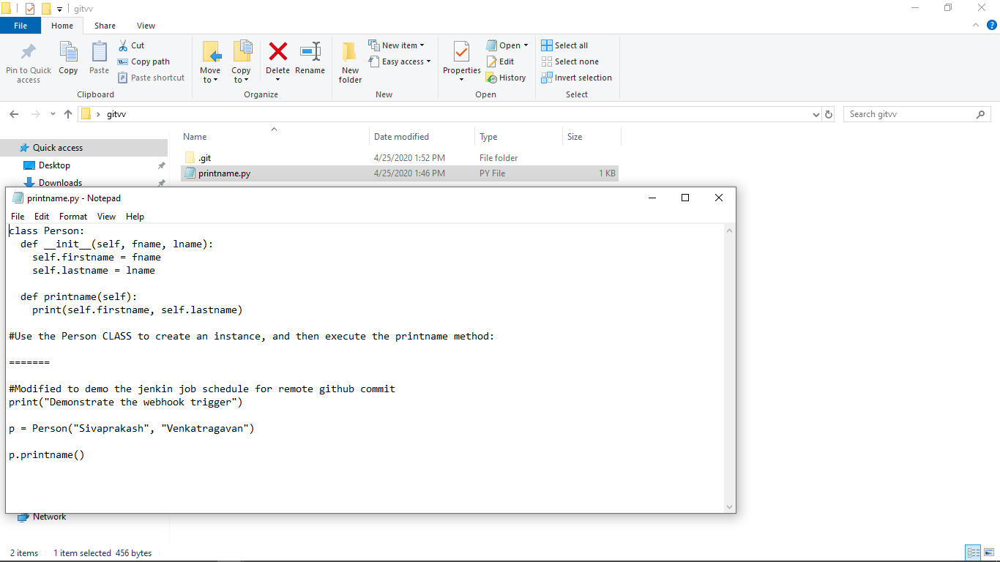 gitvv
File
Home
Share
View
Pin to Quick access
Copy
Paste
Cut
Copy path
Paste shortcut
Clipboard
Move to
Copy to
Delete
Rename
Organize
New folder
New item
Easy access
New
Properties
Open
Edit
History
Open
Select all
Select none
Invert selection
Select
gitvv
Search gitvv
Name
Date modified
Type
Size
Quick access
Desktop
Downloads
Network
.git 4/25/2020 1:52 PM File folder
printname.py 4/25/2020 1:46 PM PY File 1 KB
printname.py - Notepad
File Edit Format View Help
class Person:
  def __init__(self, fname, lname):
    self.firstname = fname
    self.lastname = lname
  def printname(self):
    print(self.firstname, self.lastname)
#Use the Person CLASS to create an instance, and then execute the printname method:
=======
#Modified to demo the jenkin job schedule for remote github commit
print("Demonstrate the webhook trigger")
p = Person("Sivaprakash", "Venkatragavan")
p.printname()
2 items 1 item selected 456 bytes